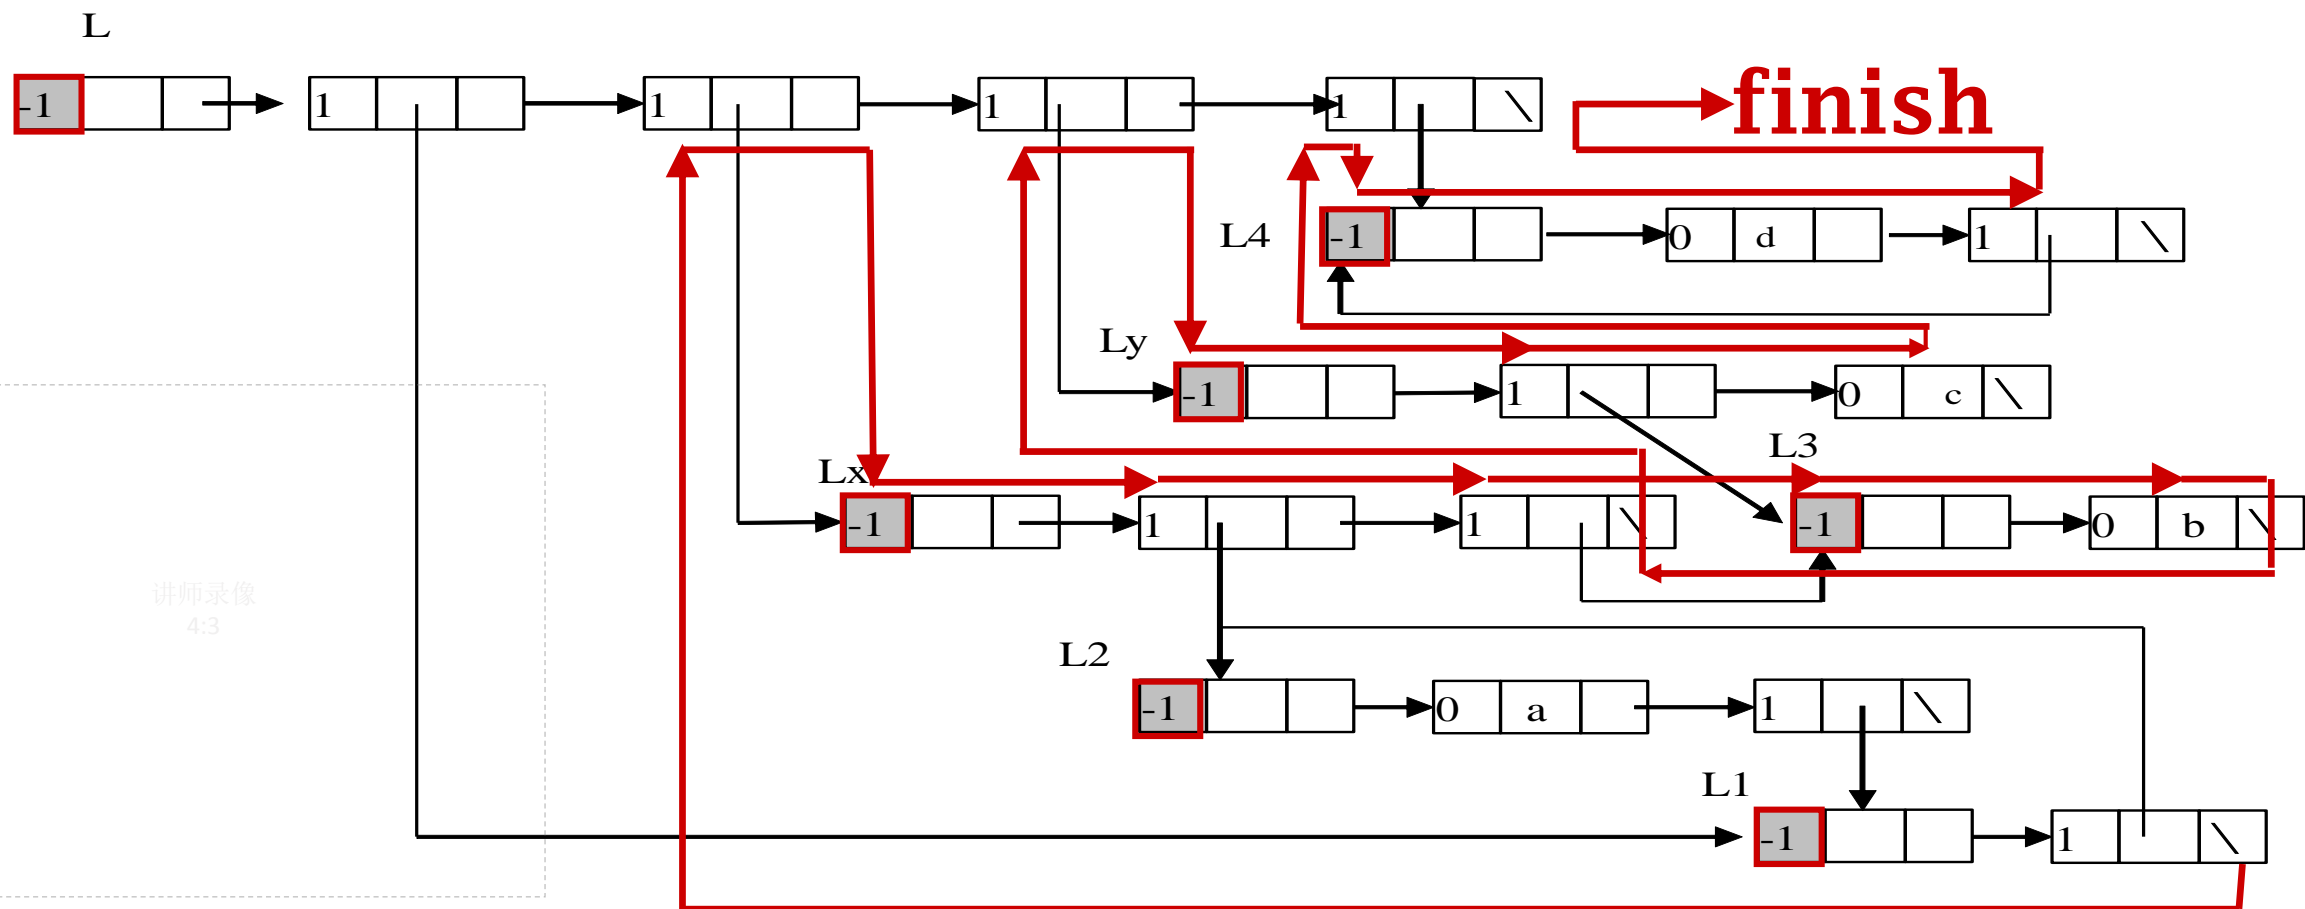 L
-1 1 1 1 1 \ finish
L4 -1 0 d 1 \
Ly -1 1 0 c \
L3
Lx -1 1 1 \ -1 0 b \
讲师录像
4:3
L2
-1 0 a 1 \
L1
-1 1 \